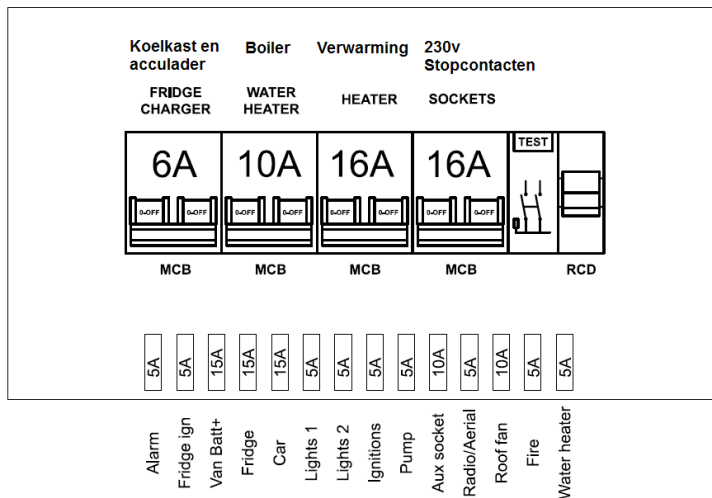 Koelkast en
acculader
Boiler
Verwarming
230v
Stopcontacten
FRIDGE
CHARGER
WATER
HEATER
HEATER
SOCKETS
6A
10A
16A
16A
TEST
0-OFF
0-OFF
0-OFF
0-OFF
0-OFF
0-OFF
0-OFF
0-OFF
MCB
MCB
MCB
MCB
RCD
5A
5A
15A
15A
15A
5A
5A
5A
5A
10A
5A
10A
5A
5A
Alarm
Fridge ign
Van Batt+
Fridge
Car
Lights 1
Lights 2
Ignitions
Pump
Aux socket
Radio/Aerial
Roof fan
Fire
Water heater